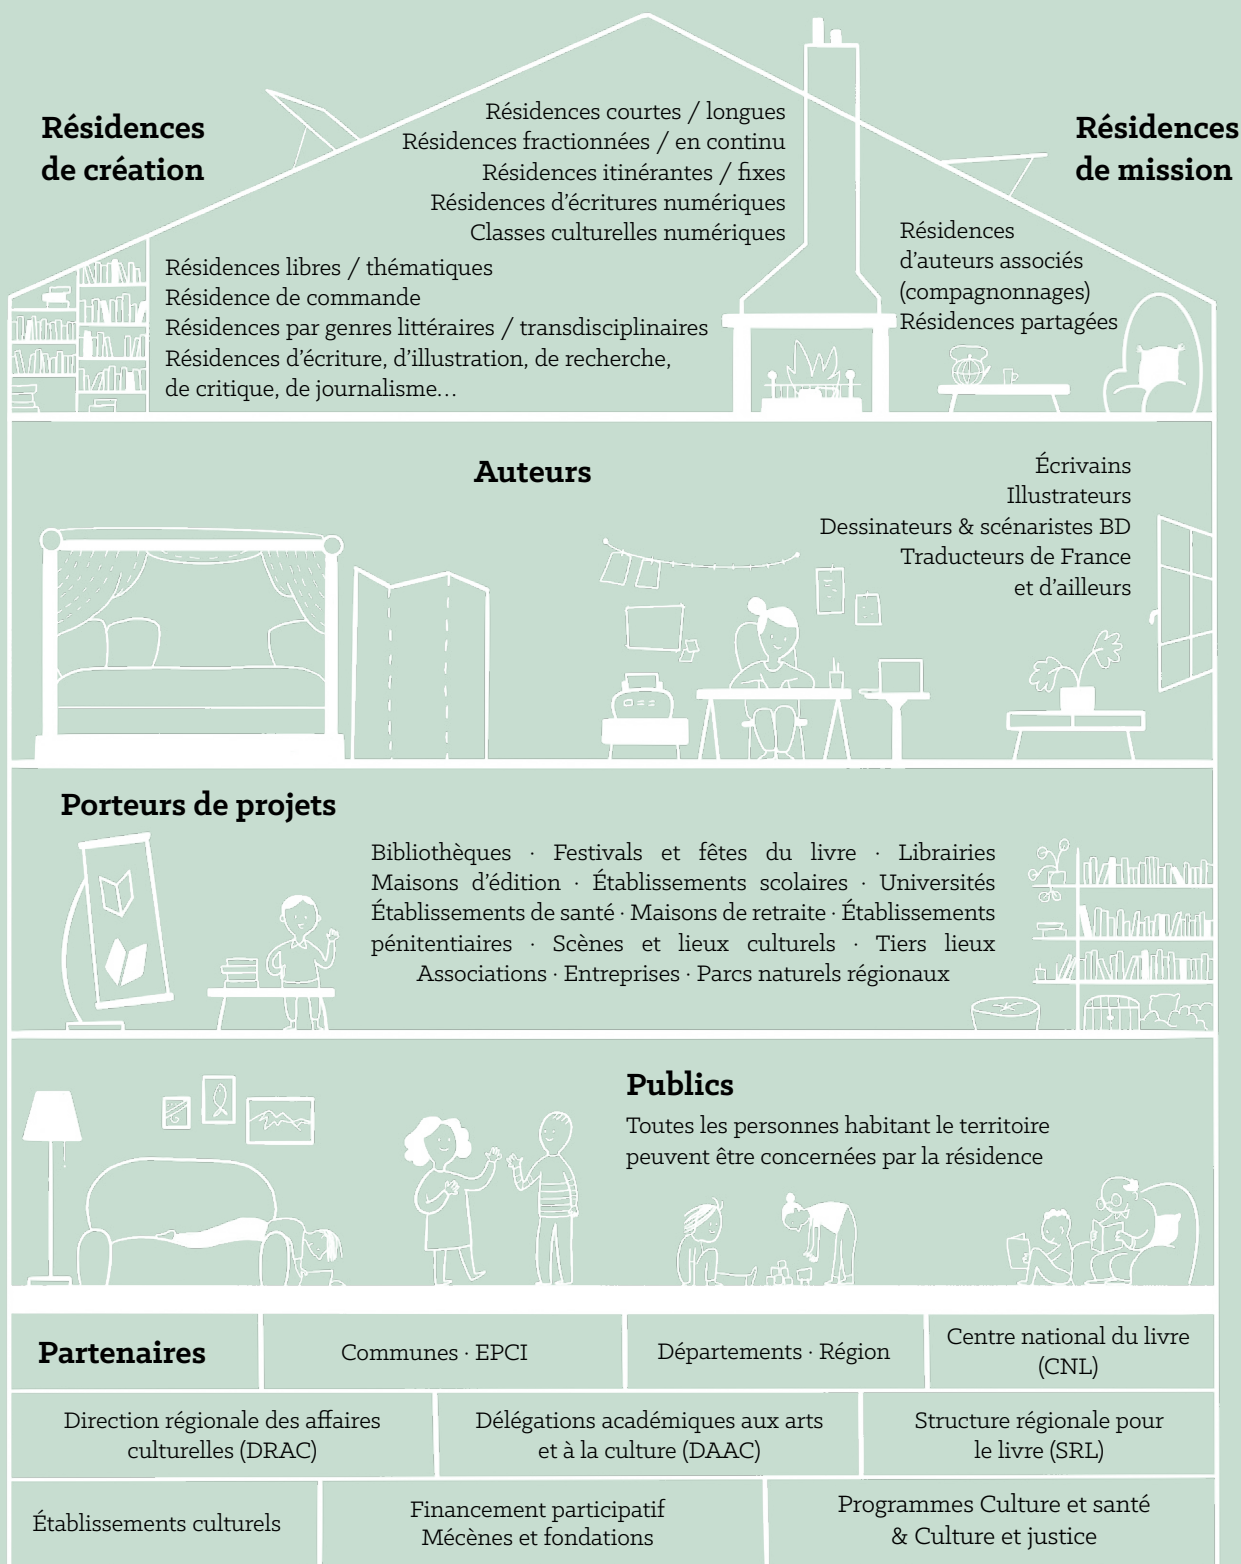 Résidences
de création
Résidences courtes / longues
Résidences fractionnées / en continu
Résidences itinérantes / fixes
Résidences d'écritures numériques
Classes culturelles numériques
Résidences
de mission
Résidences libres / thématiques
Résidence de commande
Résidences par genres littéraires / transdisciplinaires
Résidences d'écriture, d'illustration, de recherche,
de critique, de journalisme…
Résidences
d'auteurs associés
(compagnonnages)
Résidences partagées
Auteurs
Écrivains
Illustrateurs
Dessinateurs & scénaristes BD
Traducteurs de France
et d'ailleurs
Porteurs de projets
Bibliothèques · Festivals et fêtes du livre · Librairies
Maisons d'édition · Établissements scolaires · Universités
Établissements de santé · Maisons de retraite · Établissements
pénitentiaires · Scènes et lieux culturels · Tiers lieux
Associations · Entreprises · Parcs naturels régionaux
Publics
Toutes les personnes habitant le territoire
peuvent être concernées par la résidence
Partenaires
Communes · EPCI
Départements · Région
Centre national du livre
(CNL)
Direction régionale des affaires
culturelles (DRAC)
Délégations académiques aux arts
et à la culture (DAAC)
Structure régionale pour
le livre (SRL)
Établissements culturels
Financement participatif
Mécènes et fondations
Programmes Culture et santé
& Culture et justice